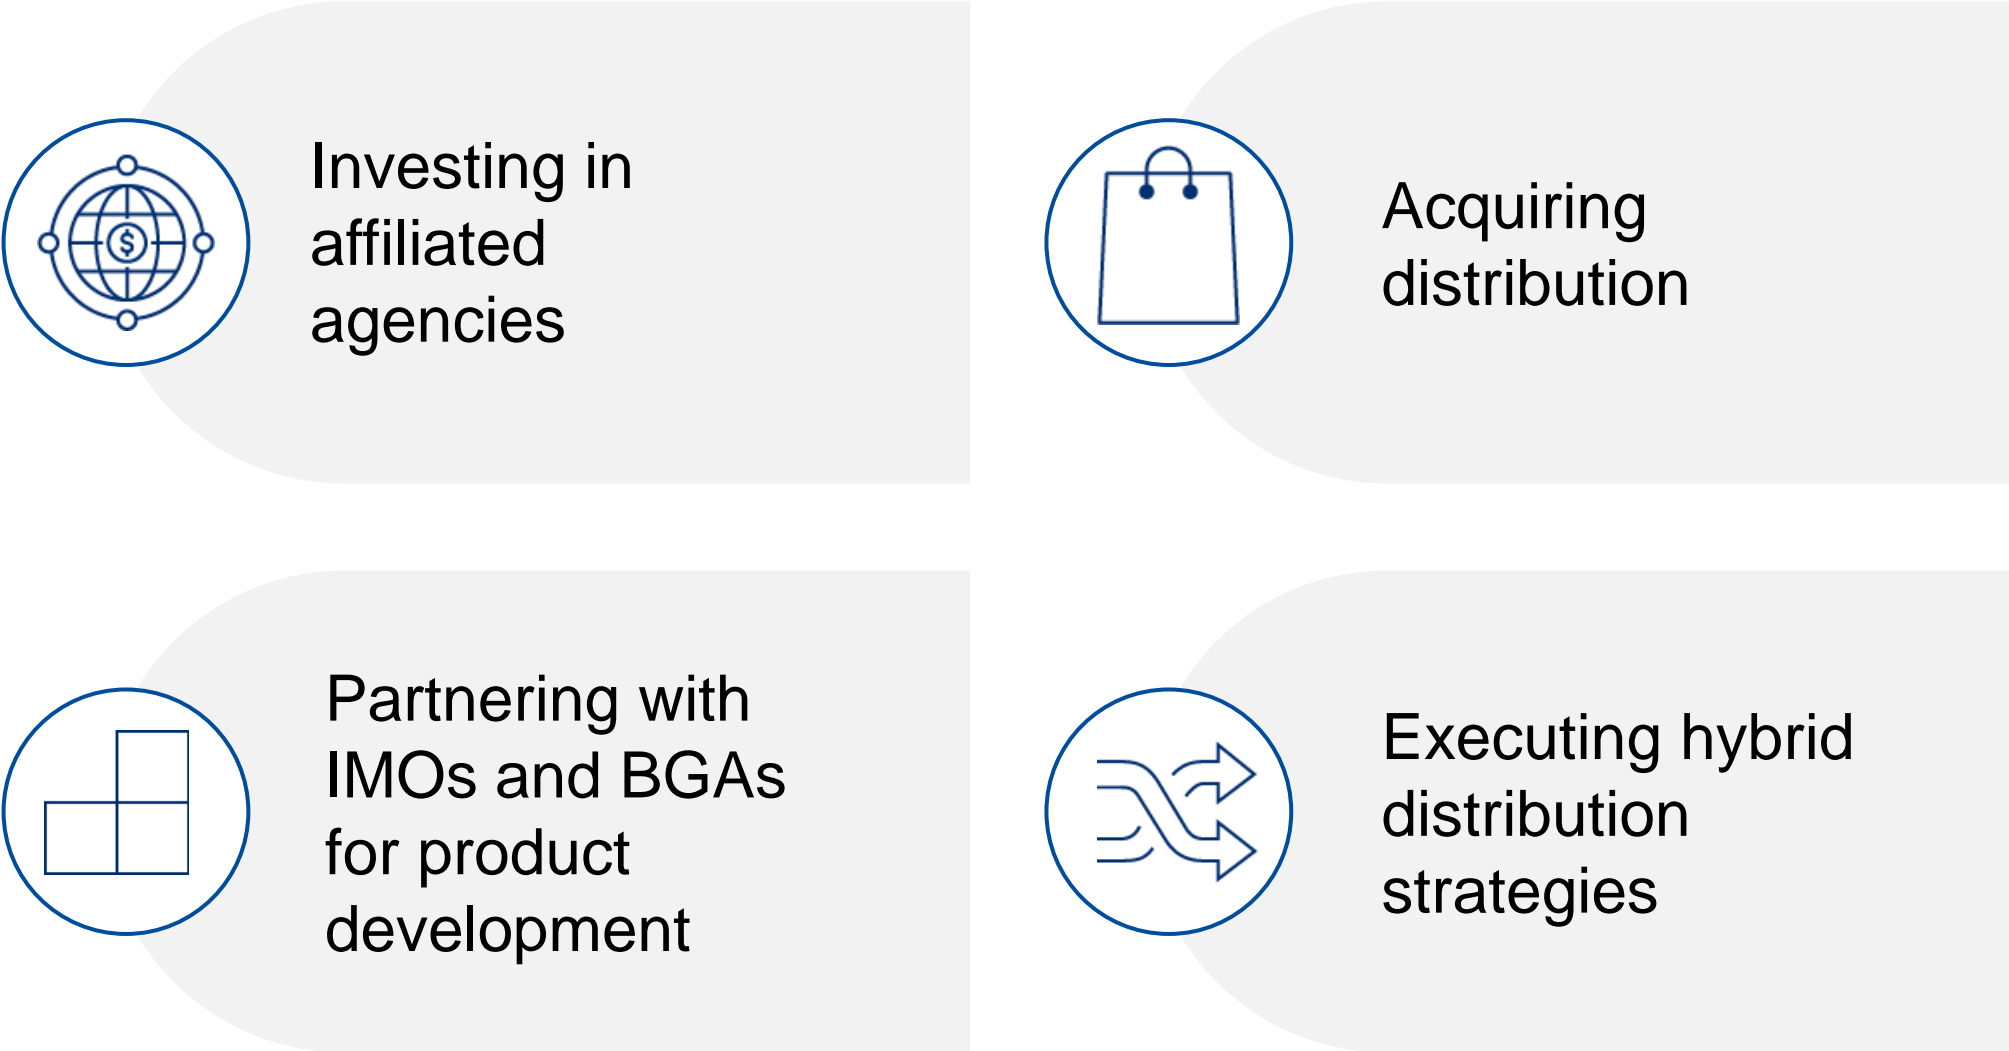 Investing in
affiliated
agencies
Acquiring
distribution
Partnering with
IMOs and BGAs
for product
development
Executing hybrid
distribution
strategies
$